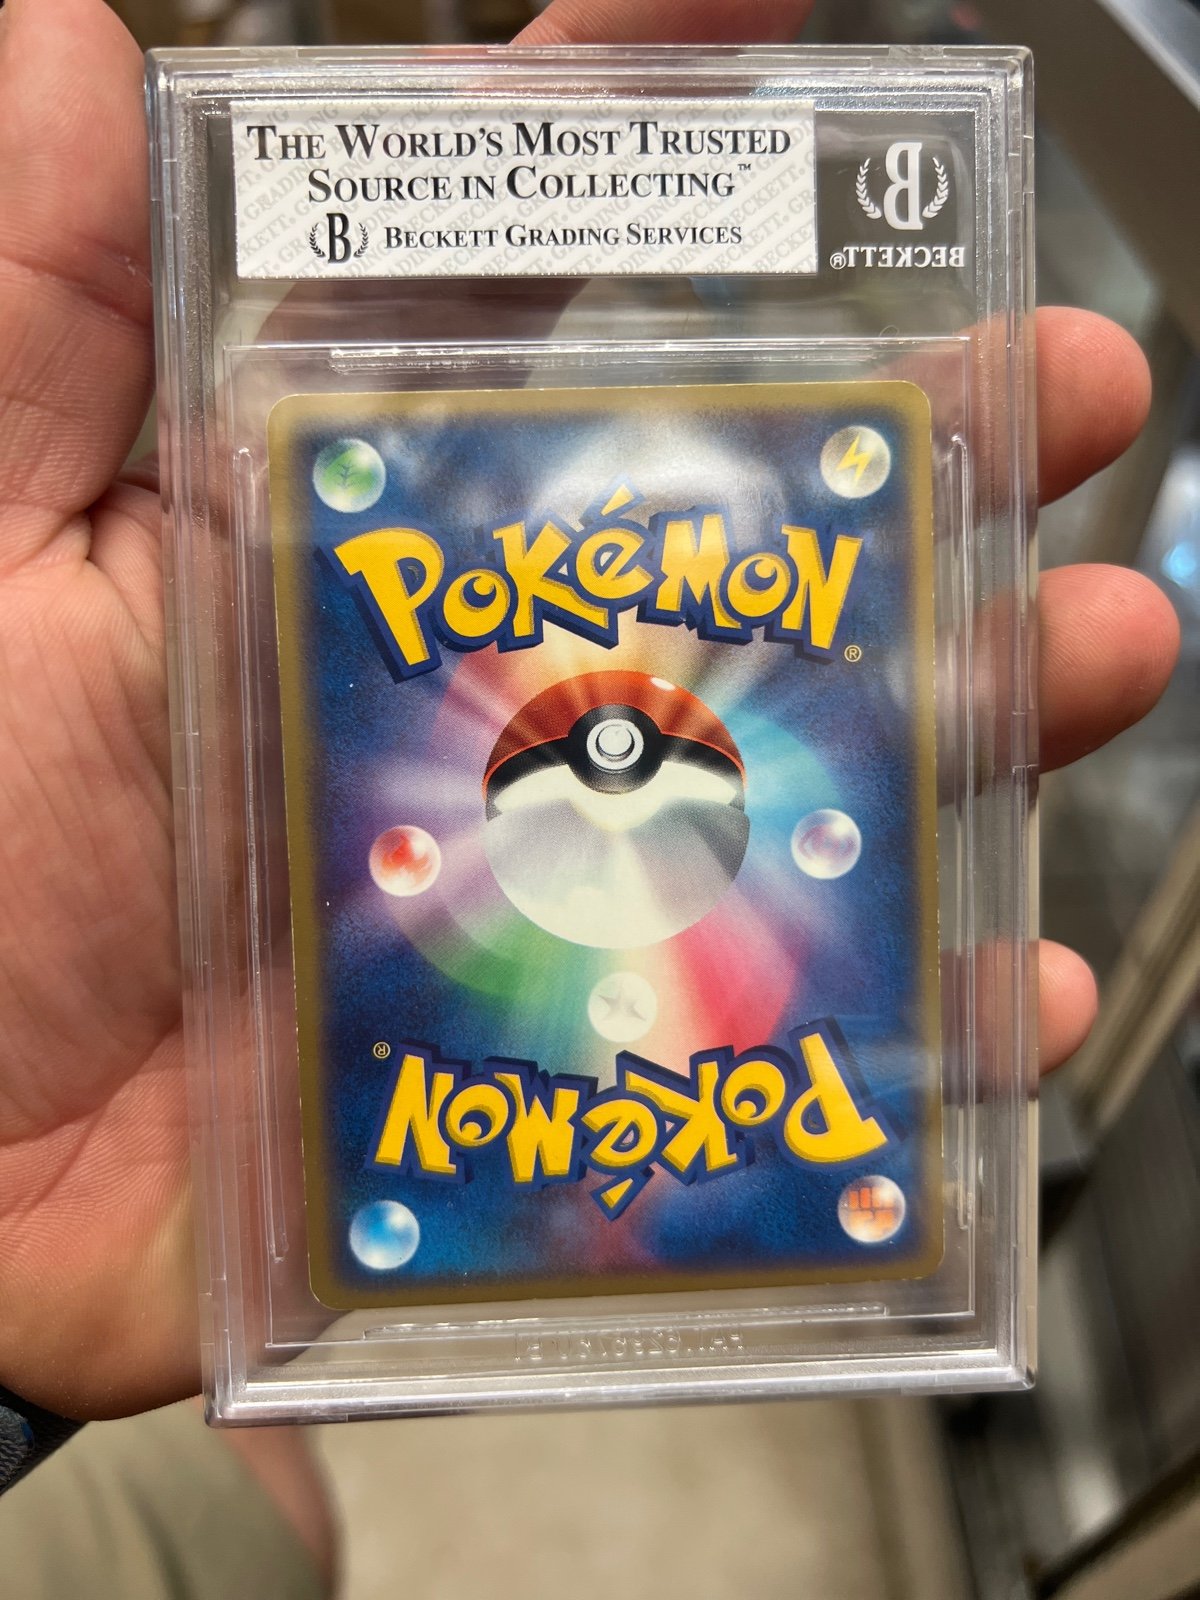 THE WORLD'S MOST TRUSTED
SOURCE IN COLLECTING™
B BECKETT GRADING SERVICES
B
BECKETT®
POKÉMON®
POKÉMON®